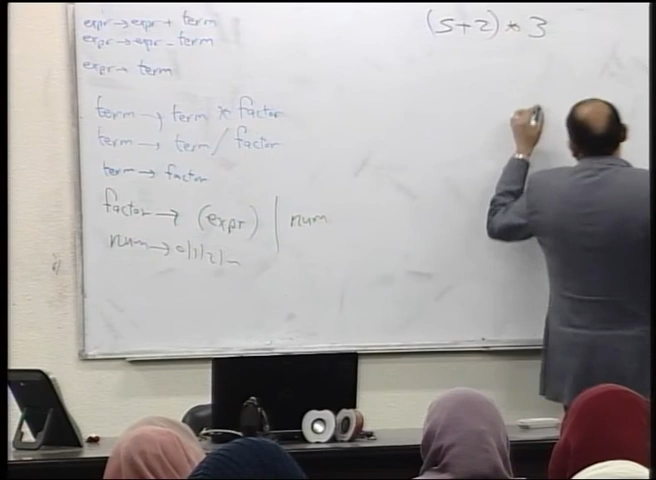 expr → expr + term
expr → expr - term
expr → term
term → term * factor
term → term / factor
term → factor
factor → (expr) | num
num → 0|1|2|...
(5+2) * 3